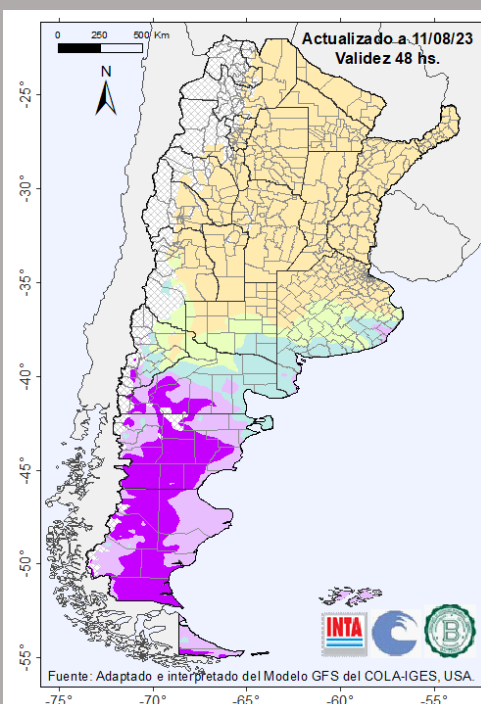 0 250 500 Km
Actualizado a 11/08/23
Validez 48 hs.
N
-25°
-30°
-35°
-40°
-45°
-50°
-55°
INTA
B
Fuente: Adaptado e interpretado del Modelo GFS del COLA-IGES, USA.
-75° -70° -65° -60° -55°